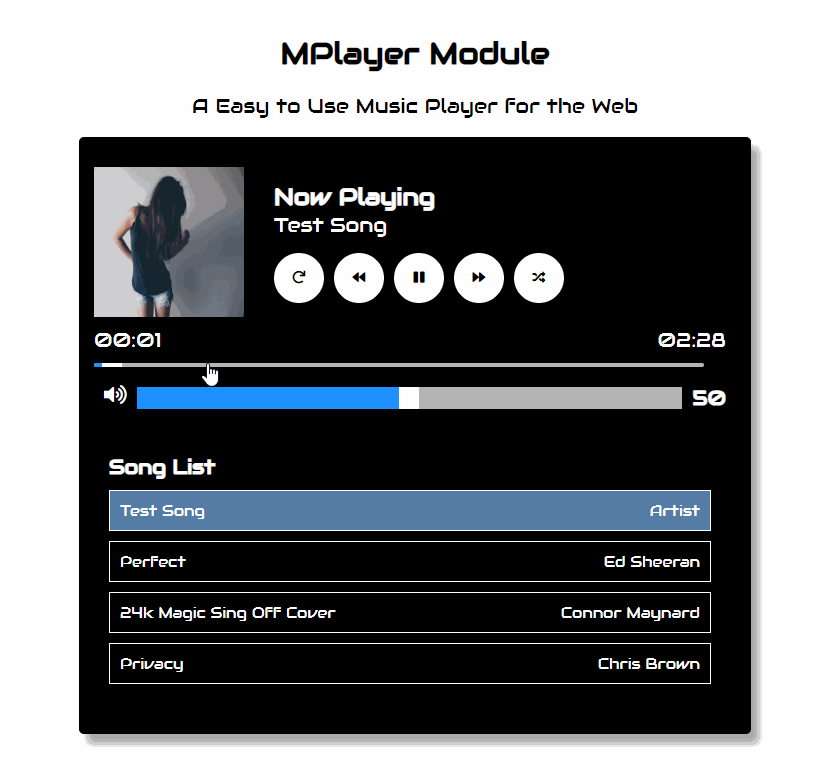 MPlayer Module
A Easy to Use Music Player for the Web
Now Playing
Test Song
00:01 02:28
50
Song List
Test Song Artist
Perfect Ed Sheeran
24k Magic Sing Off Cover Connor Maynard
Privacy Chris Brown